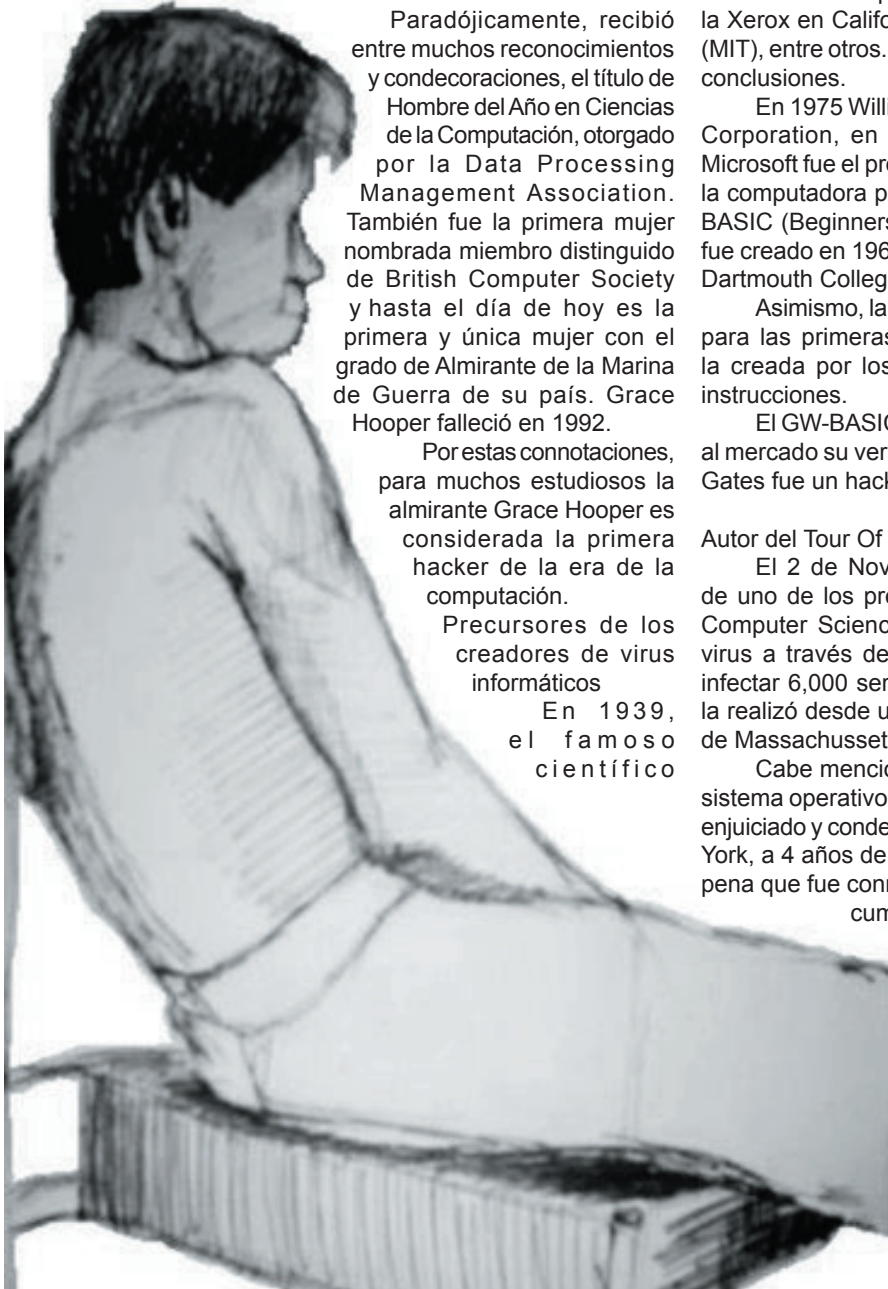 Paradójicamente, recibió
entre muchos reconocimientos
y condecoraciones, el título de
Hombre del Año en Ciencias
de la Computación, otorgado
por la Data Processing
Management Association.
También fue la primera mujer
nombrada miembro distinguido
de British Computer Society
y hasta el día de hoy es la
primera y única mujer con el
grado de Almirante de la Marina
de Guerra de su país. Grace
Hooper falleció en 1992.
Por estas connotaciones,
para muchos estudiosos la
almirante Grace Hooper es
considerada la primera
hacker de la era de la
computación.
Precursores de los
creadores de virus
informáticos
En 1939,
el famoso
científico
la Xerox en Califo
(MIT), entre otros.
conclusiones.
En 1975 Willi
Corporation, en
Microsoft fue el pr
la computadora p
BASIC (Beginners
fue creado en 196
Dartmouth Colleg
Asimismo, la
para las primeras
la creada por los
instrucciones.
El GW-BASIC
al mercado su ver
Gates fue un hack
Autor del Tour Of
El 2 de Nov
de uno de los pre
Computer Scienc
virus a través de
infectar 6,000 ser
la realizó desde u
de Massachusset
Cabe mencio
sistema operativo
enjuiciado y conde
York, a 4 años de
pena que fue conm
cum